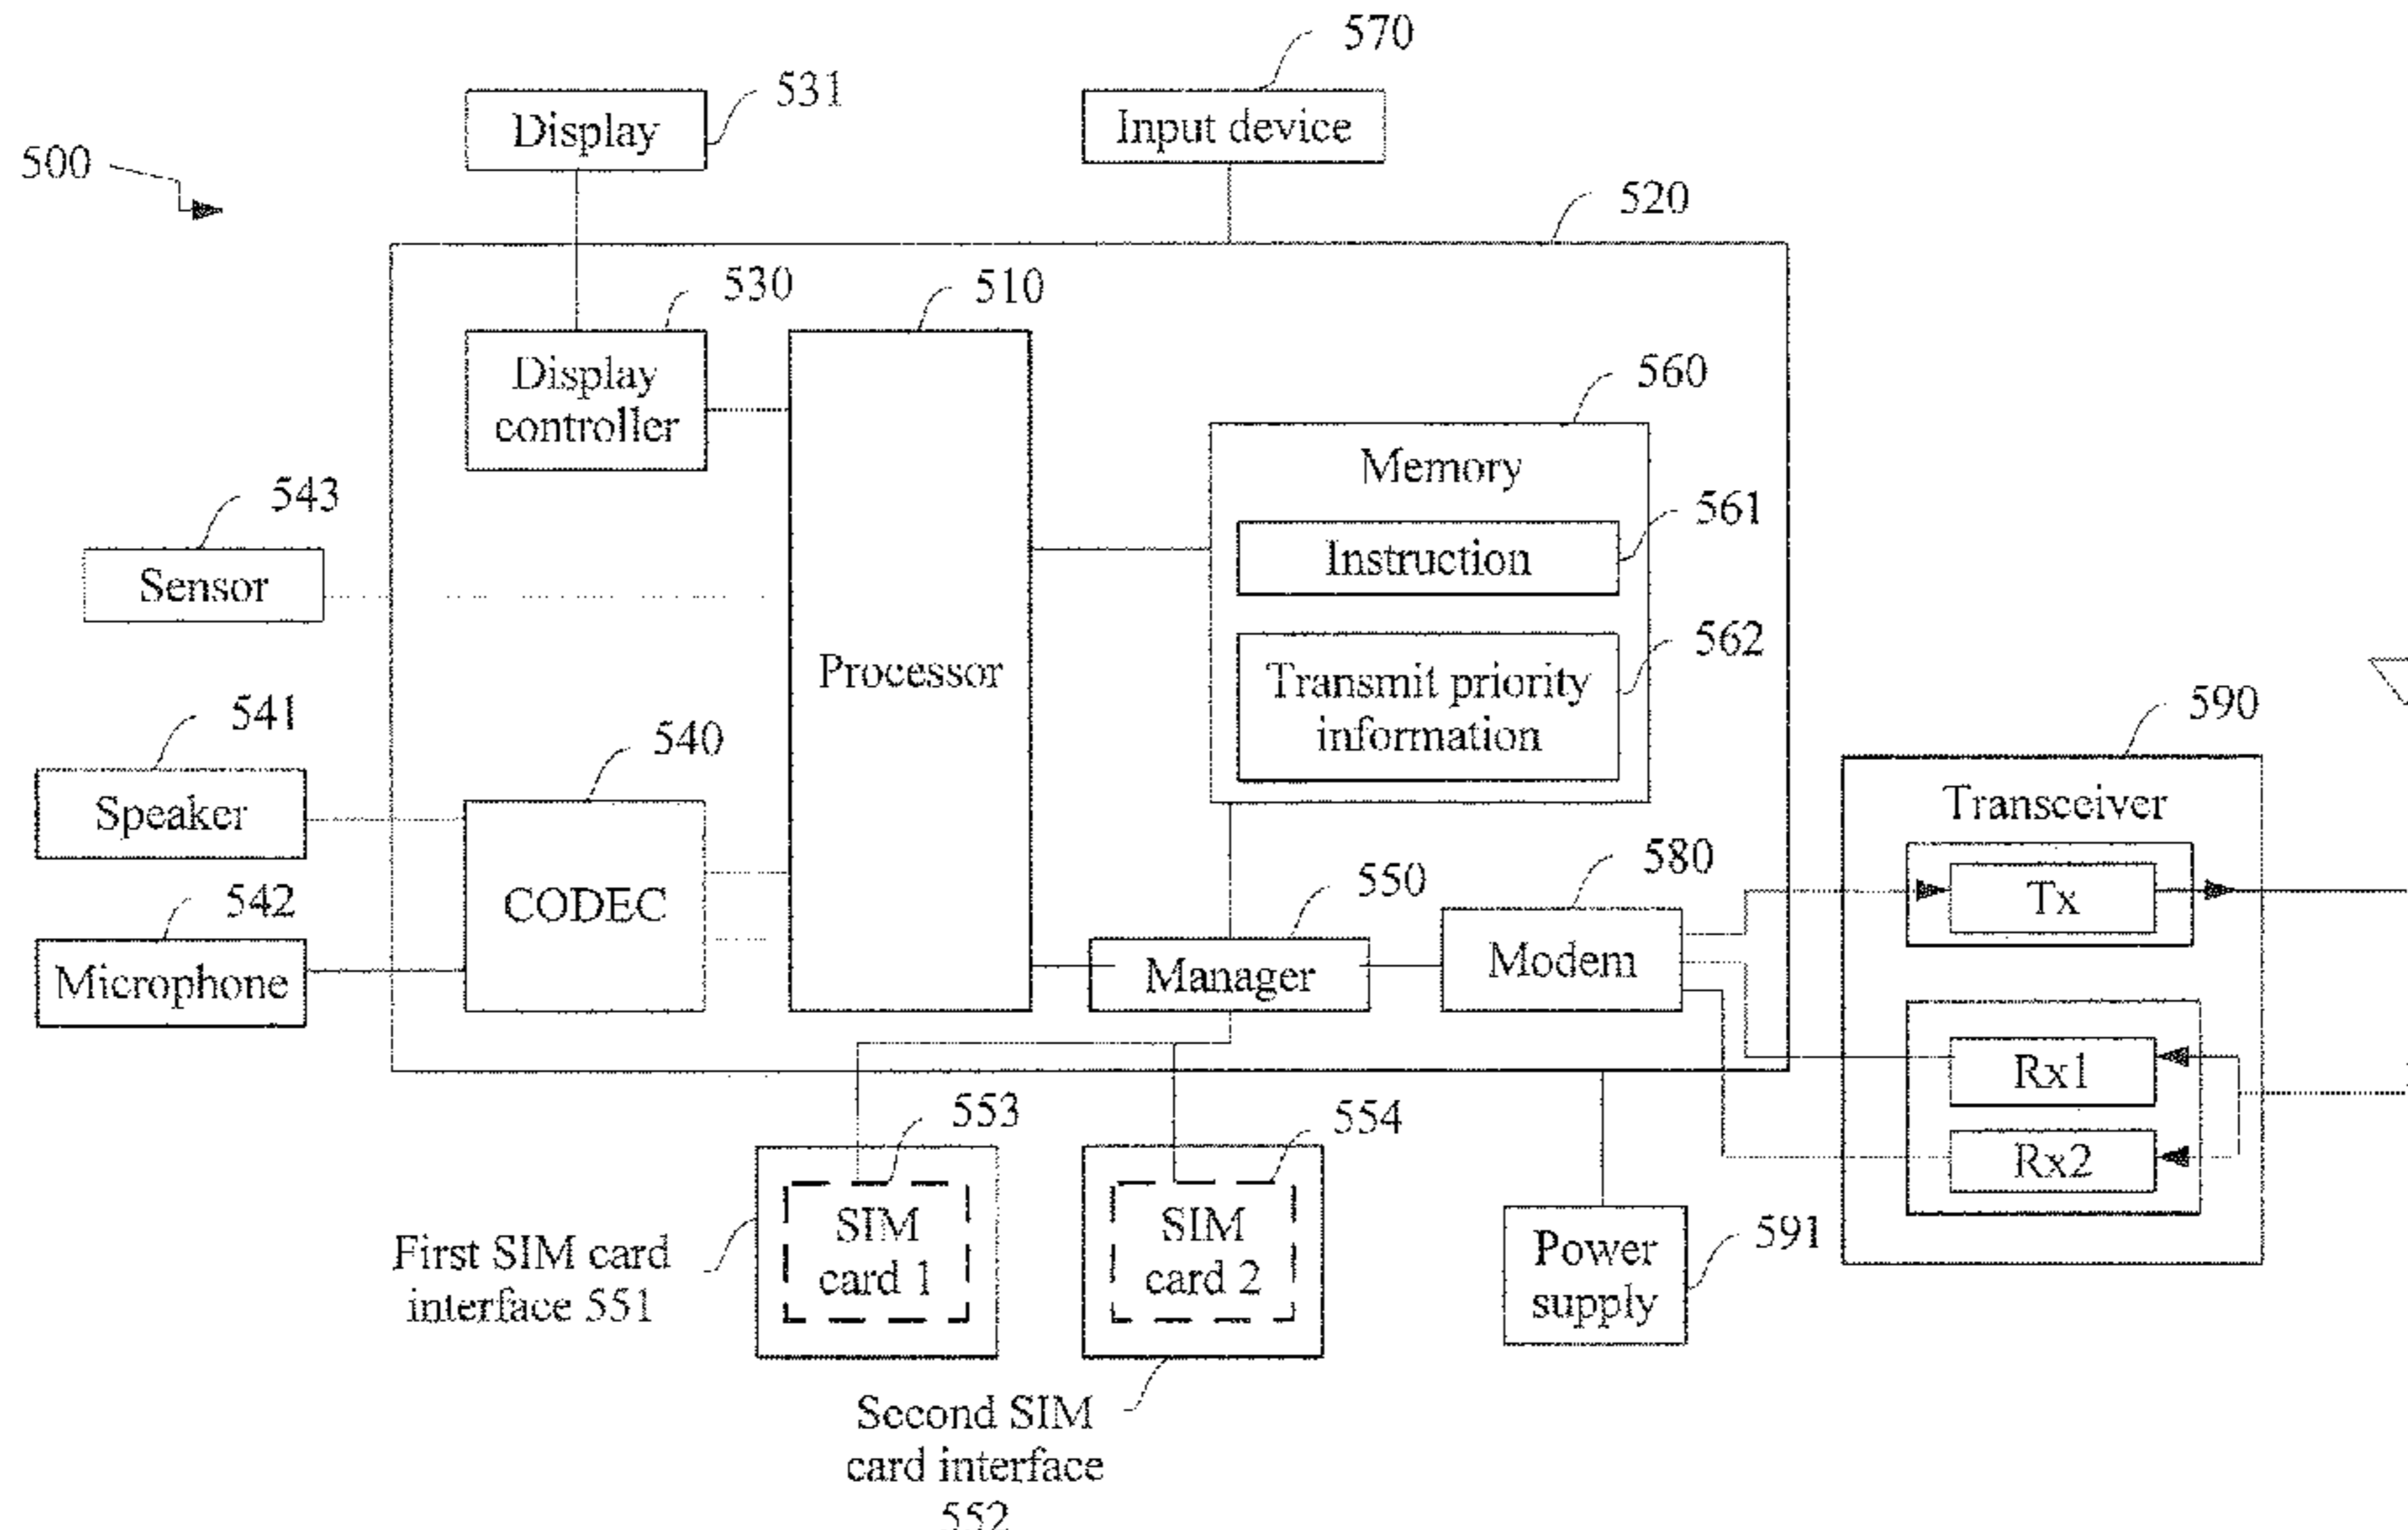 570
531
Display
Input device
500
520
530
510
Display
controller
560
Memory
543
561
Instruction
Sensor
562
Processor
Transmit priority
information
541
540
590
Speaker
Transceiver
580
542
550
Tx
CODEC
Microphone
Manager
Modem
Rx1
553
554
Rx2
SIM
card 1
SIM
card 2
591
First SIM card
interface 551
Power
supply
Second SIM
card interface
552